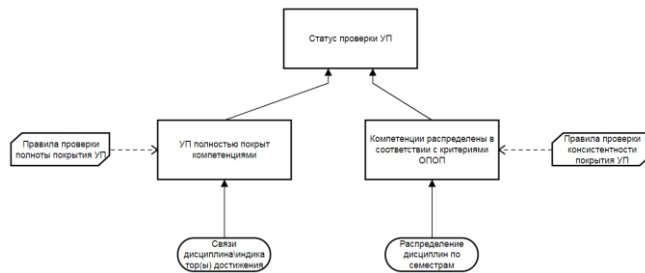 Статус проверки УП
Правила проверки
полноты покрытия УП
УП полностью покрыт
компетенциями
Компетенции распределены в
соответствии с критериями
ОПОП
Правила проверки
консистентности
покрытия УП
Связи
дисциплина\индика
тор(ы) достижения
Распределение
дисциплин по
семестрам